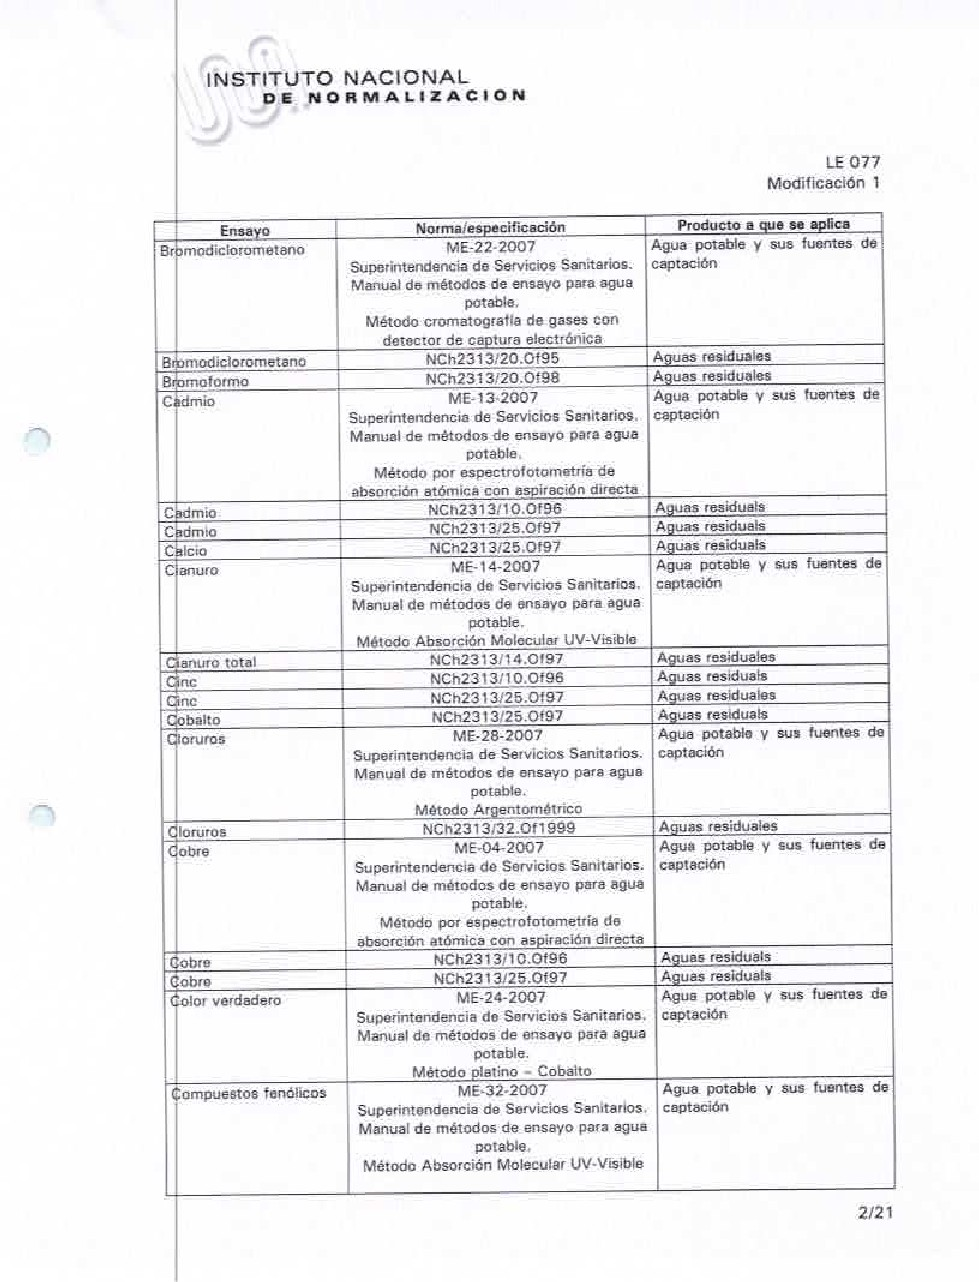 INSTITUTO NACIONAL
DE NORMALIZACION
LE 077
Modificación 1
Ensayo Norma/especificación Producto a que se aplica
Bromodiclorometano ME-22-2007 Agua potable y sus fuentes de
Superintendencia de Servicios Sanitarios. captación
Manual de métodos de ensayo para agua
potable.
Método cromatografía de gases con
detector de captura electrónica
Bromodiclorometano NCh2313/20.Of95 Aguas residuales
Bromoformo NCh2313/20.Of98 Aguas residuales
Cadmio ME-13-2007 Agua potable y sus fuentes de
Superintendencia de Servicios Sanitarios. captación
Manual de métodos de ensayo para agua
potable.
Método por espectrofotometría de
absorción atómica con aspiración directa
Cadmio NCh2313/10.Of96 Aguas residuals
Cadmio NCh2313/25.Of97 Aguas residuals
Calcio NCh2313/25.Of97 Aguas residuals
Cianuro ME-14-2007 Agua potable y sus fuentes de
Superintendencia de Servicios Sanitarios. captación
Manual de métodos de ensayo para agua
potable.
Método Absorción Molecular UV-Visible
Cianuro total NCh2313/14.Of97 Aguas residuales
Cinc NCh2313/10.Of96 Aguas residuals
Cinc NCh2313/25.Of97 Aguas residuales
Cobalto NCh2313/25.Of97 Aguas residuals
Cloruros ME-28-2007 Agua potable y sus fuentes de
Superintendencia de Servicios Sanitarios. captación
Manual de métodos de ensayo para agua
potable.
Método Argentométrico
Cloruros NCh2313/32.Of1999 Aguas residuales
Cobre ME-04-2007 Agua potable y sus fuentes de
Superintendencia de Servicios Sanitarios. captación
Manual de métodos de ensayo para agua
potable.
Método por espectrofotometría de
absorción atómica con aspiración directa
Cobre NCh2313/10.Of96 Aguas residuals
Cobre NCh2313/25.Of97 Aguas residuals
Color verdadero ME-24-2007 Agua potable y sus fuentes de
Superintendencia de Servicios Sanitarios. captación
Manual de métodos de ensayo para agua
potable.
Método platino – Cobalto
Compuestos fenólicos ME-32-2007 Agua potable y sus fuentes de
Superintendencia de Servicios Sanitarios. captación
Manual de métodos de ensayo para agua
potable.
Método Absorción Molecular UV-Visible
2/21